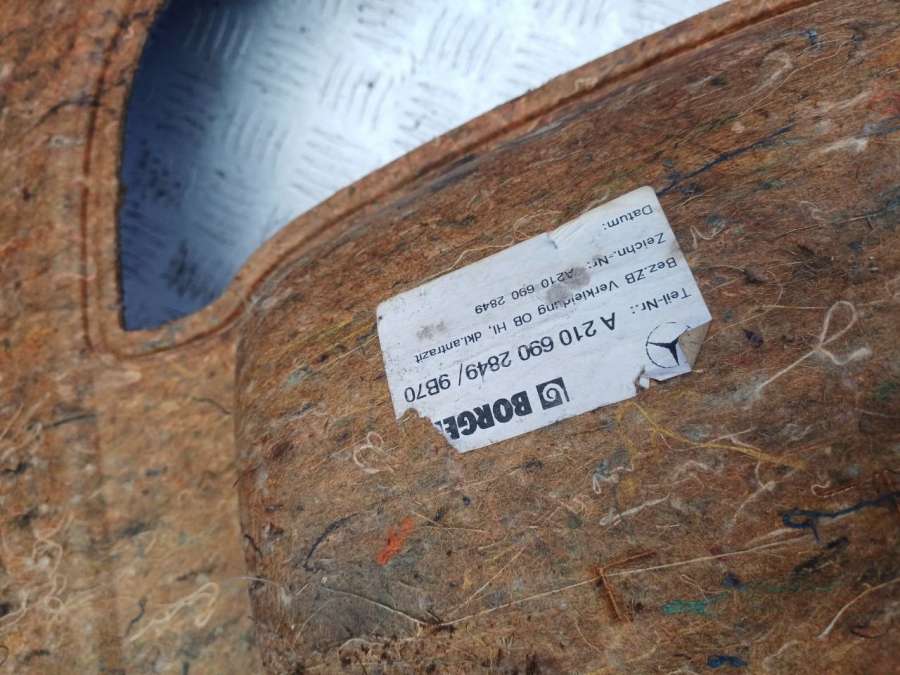 BORGE
Teil-Nr.: A 210 690 2849 / 9B70
Bez.ZB Verkleidung OB HI, dkl.antrazit
Zeichn.-Nr: A210 690 2849
Datum: